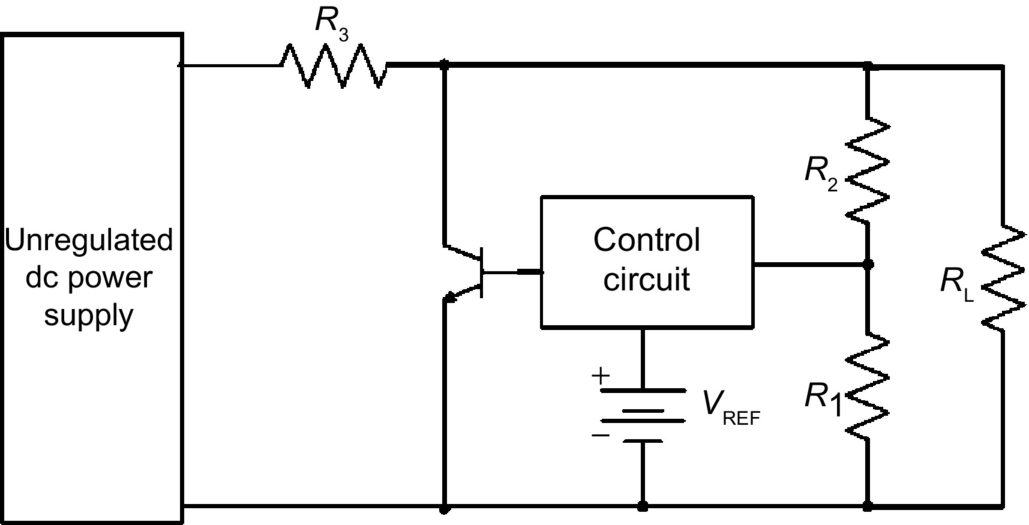 R3
Unregulated
dc power
supply
Control
circuit
R2
RL
R1
+
−
VREF